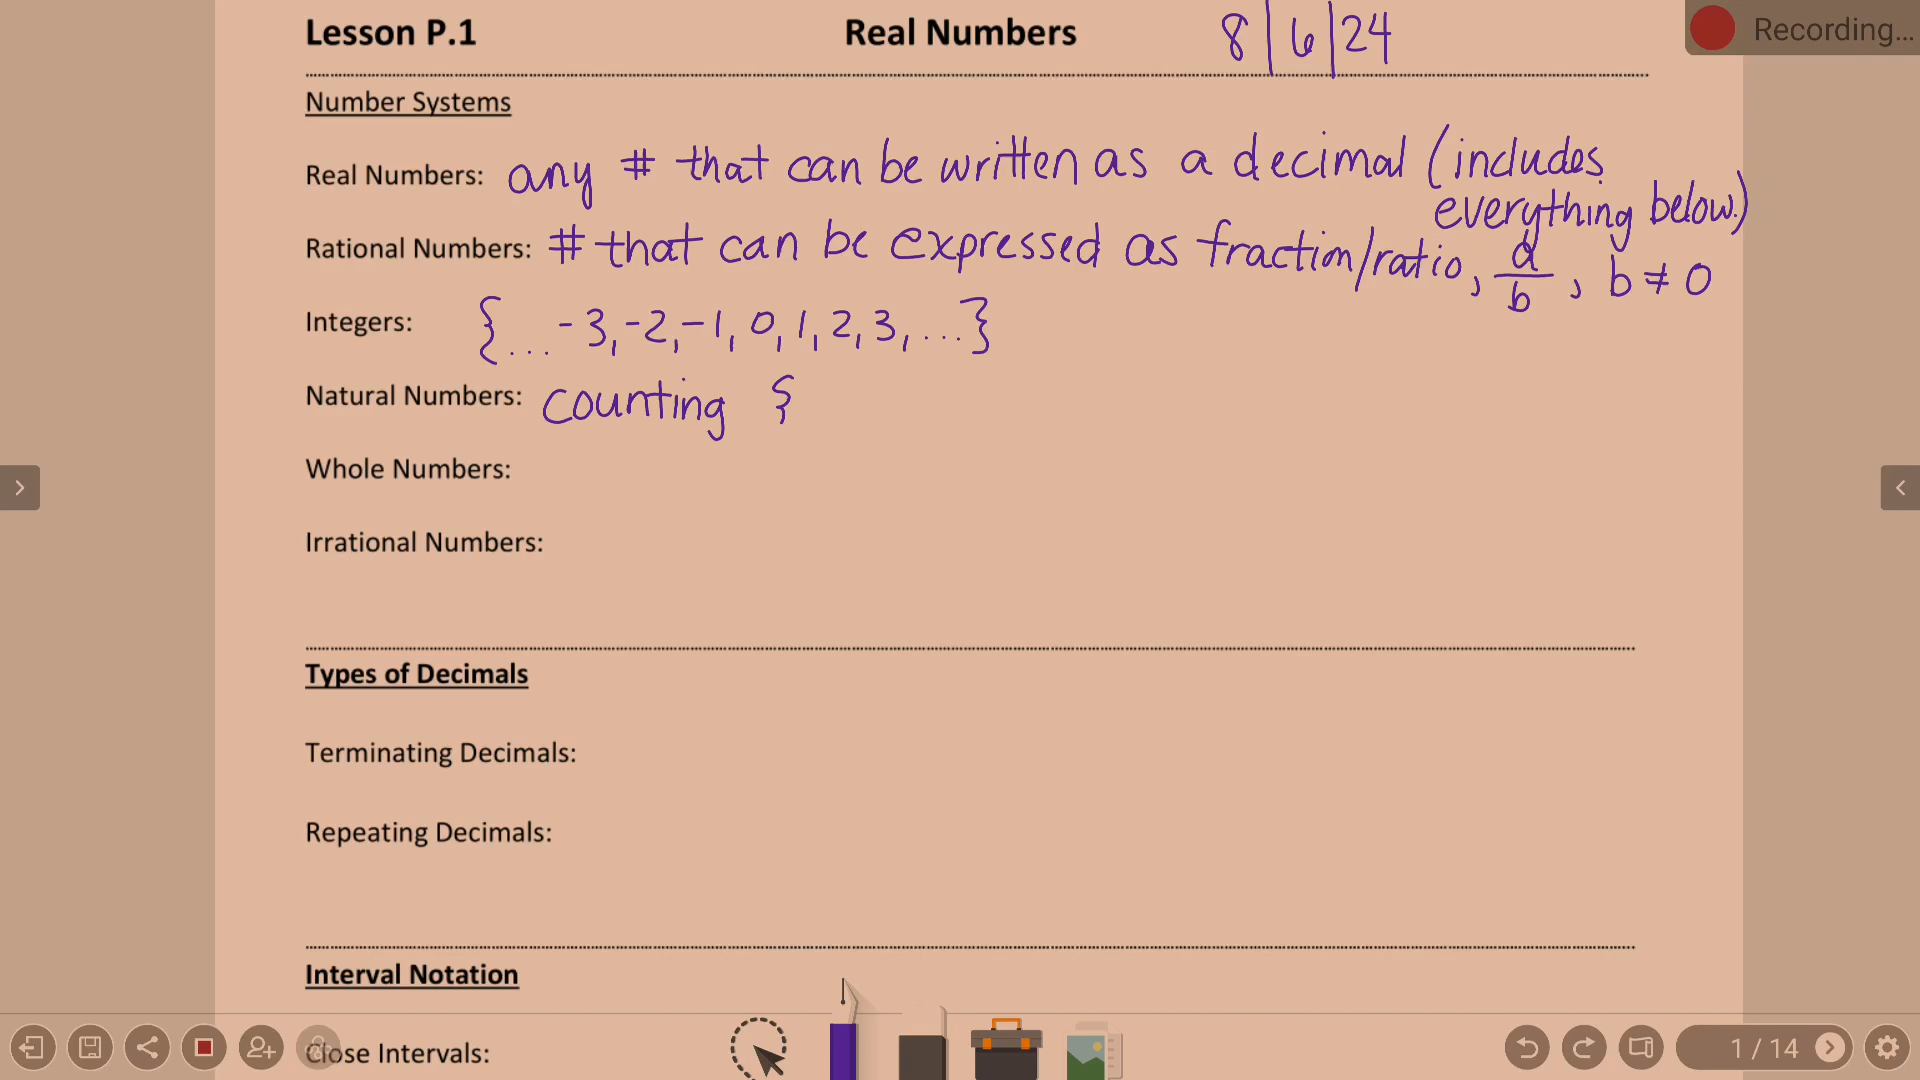 Lesson P.1 Real Numbers 8|6|24
Recording...
Number Systems
Real Numbers: any # that can be written as a decimal (includes
everything below.)
Rational Numbers: # that can be expressed as fraction/ratio, a/b, b ≠ 0
Integers: {... -3, -2, -1, 0, 1, 2, 3, ...}
Natural Numbers: counting {
Whole Numbers:
Irrational Numbers:
Types of Decimals
Terminating Decimals:
Repeating Decimals:
Interval Notation
Close Intervals:
1 / 14